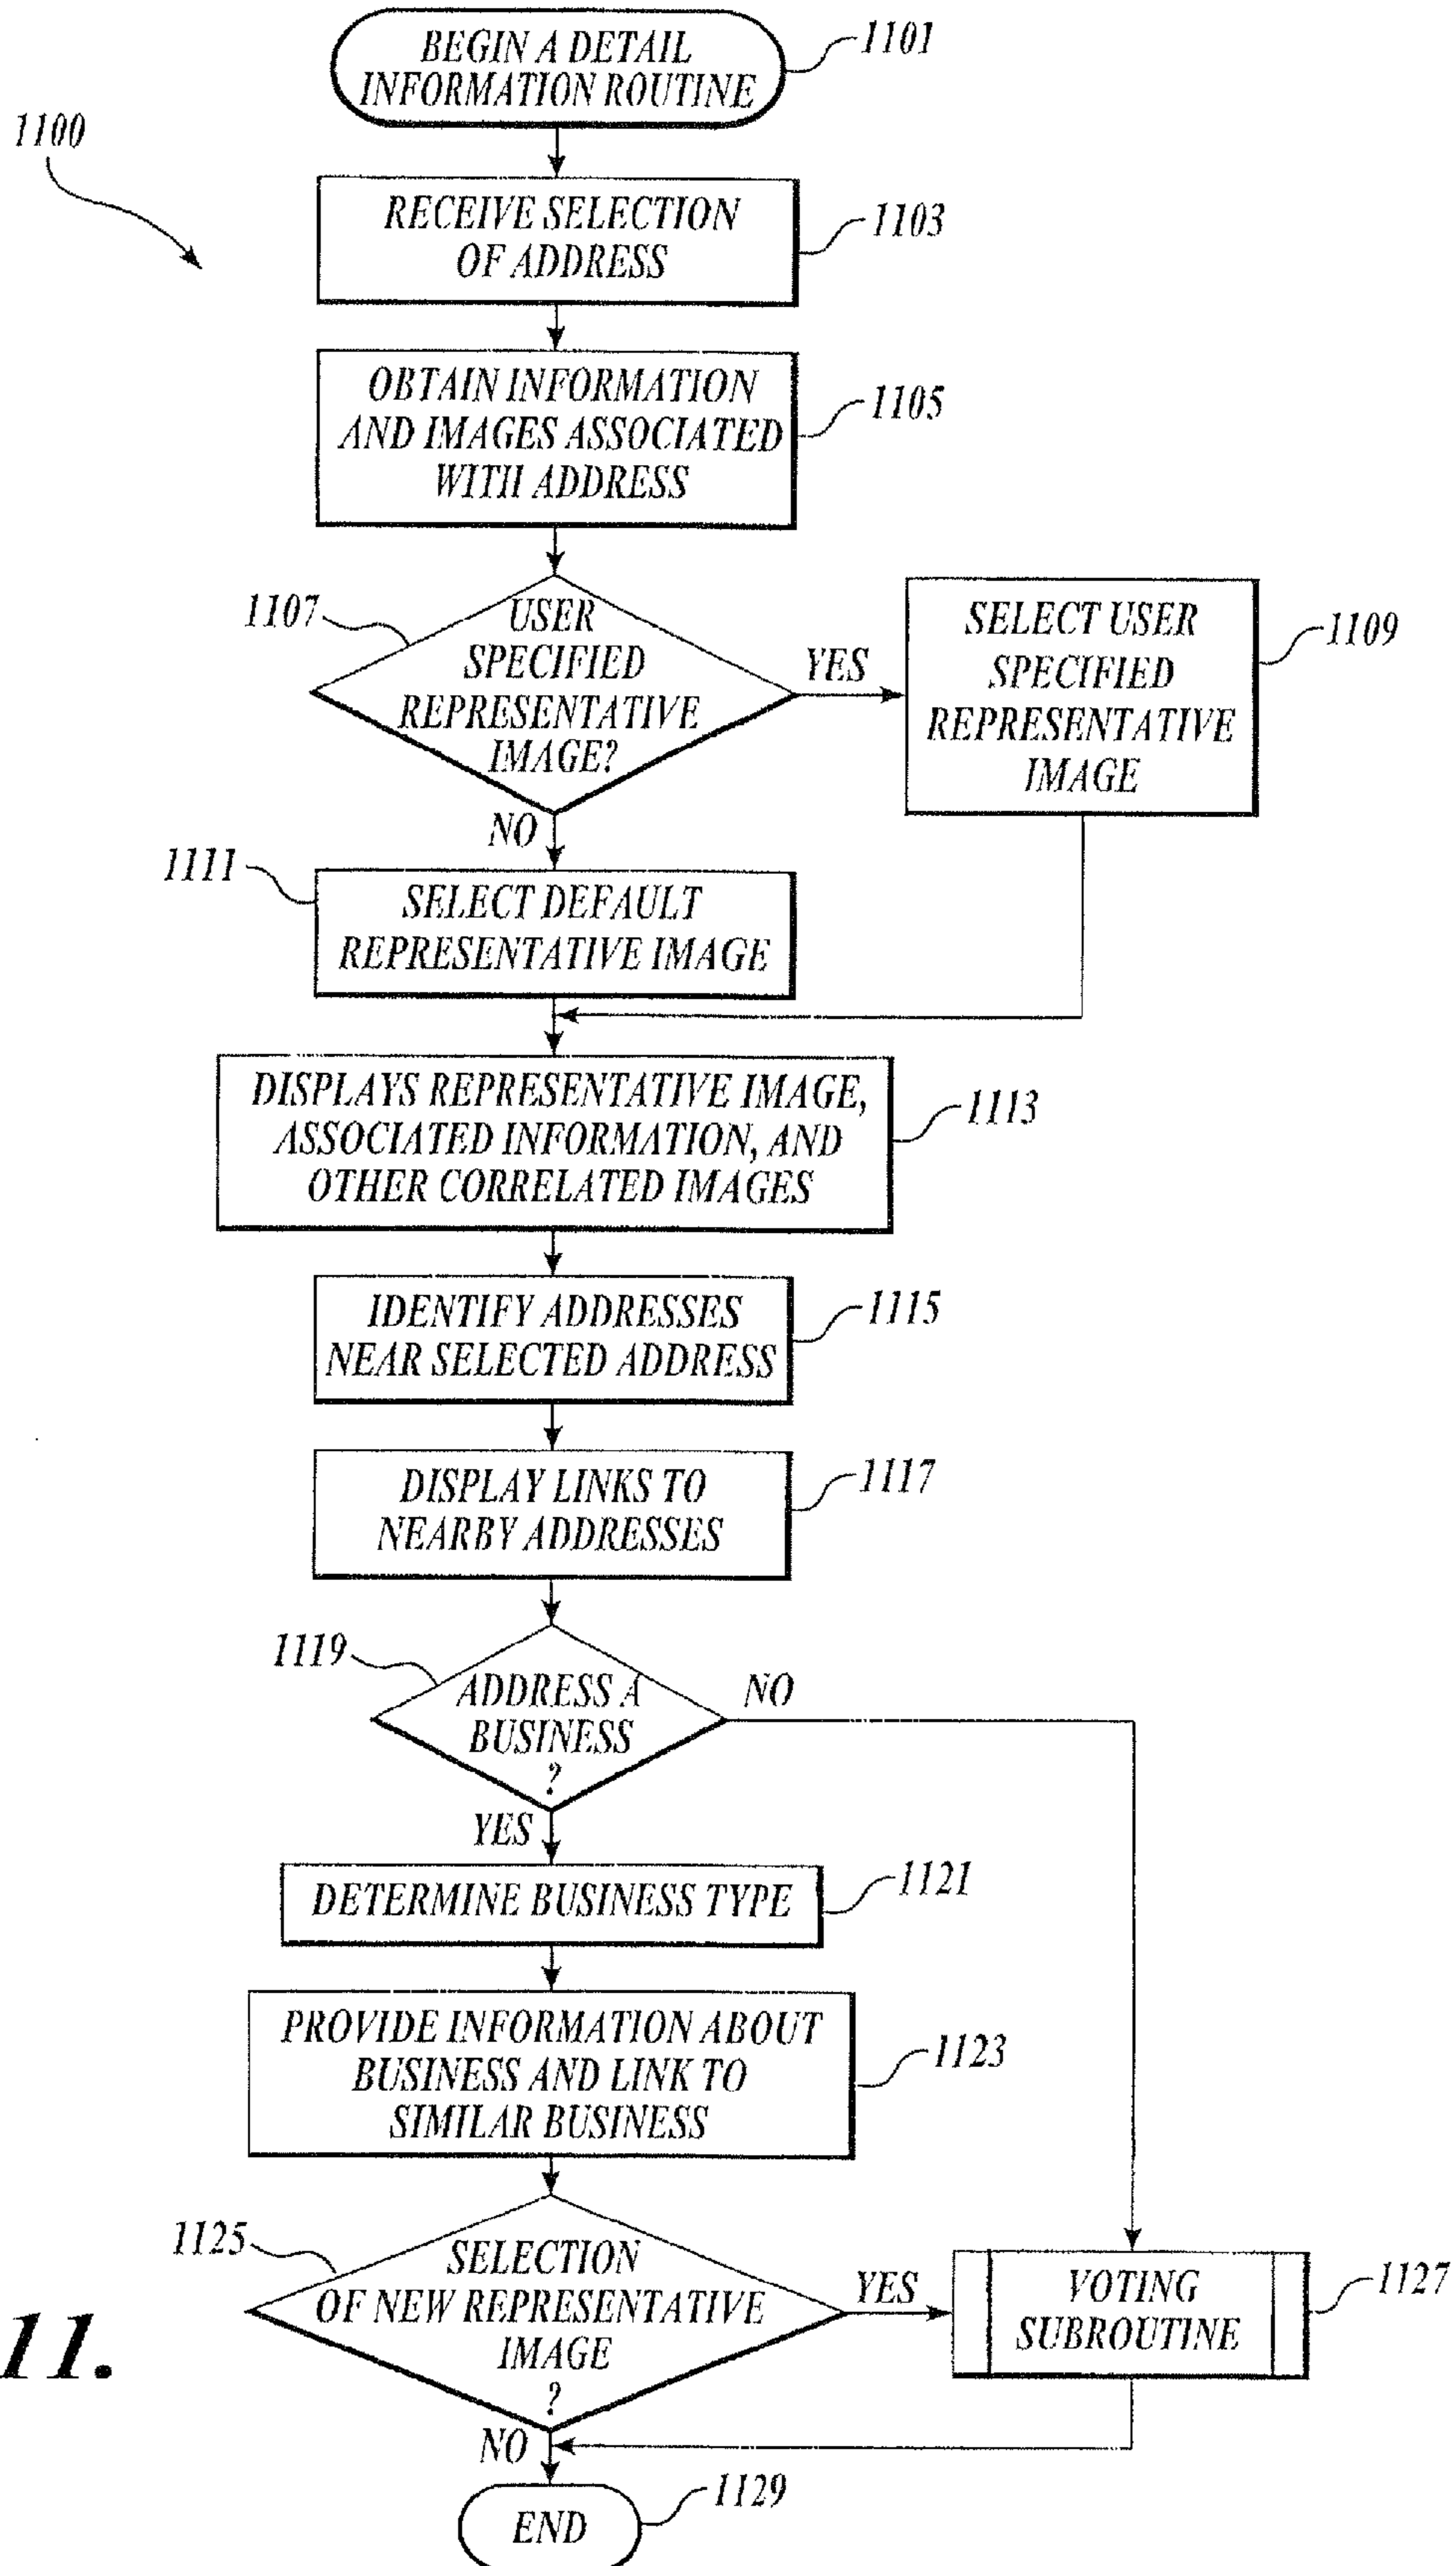 BEGIN A DETAIL
INFORMATION ROUTINE
1101
1100
RECEIVE SELECTION
OF ADDRESS
1103
OBTAIN INFORMATION
AND IMAGES ASSOCIATED
WITH ADDRESS
1105
1107
USER
SPECIFIED
REPRESENTATIVE
IMAGE?
YES
SELECT USER
SPECIFIED
REPRESENTATIVE
IMAGE
1109
NO
1111
SELECT DEFAULT
REPRESENTATIVE IMAGE
DISPLAYS REPRESENTATIVE IMAGE,
ASSOCIATED INFORMATION, AND
OTHER CORRELATED IMAGES
1113
IDENTIFY ADDRESSES
NEAR SELECTED ADDRESS
1115
DISPLAY LINKS TO
NEARBY ADDRESSES
1117
1119
ADDRESS A
BUSINESS
?
NO
YES
DETERMINE BUSINESS TYPE
1121
PROVIDE INFORMATION ABOUT
BUSINESS AND LINK TO
SIMILAR BUSINESS
1123
1125
SELECTION
OF NEW REPRESENTATIVE
IMAGE
?
YES
VOTING
SUBROUTINE
1127
11.
NO
END
1129